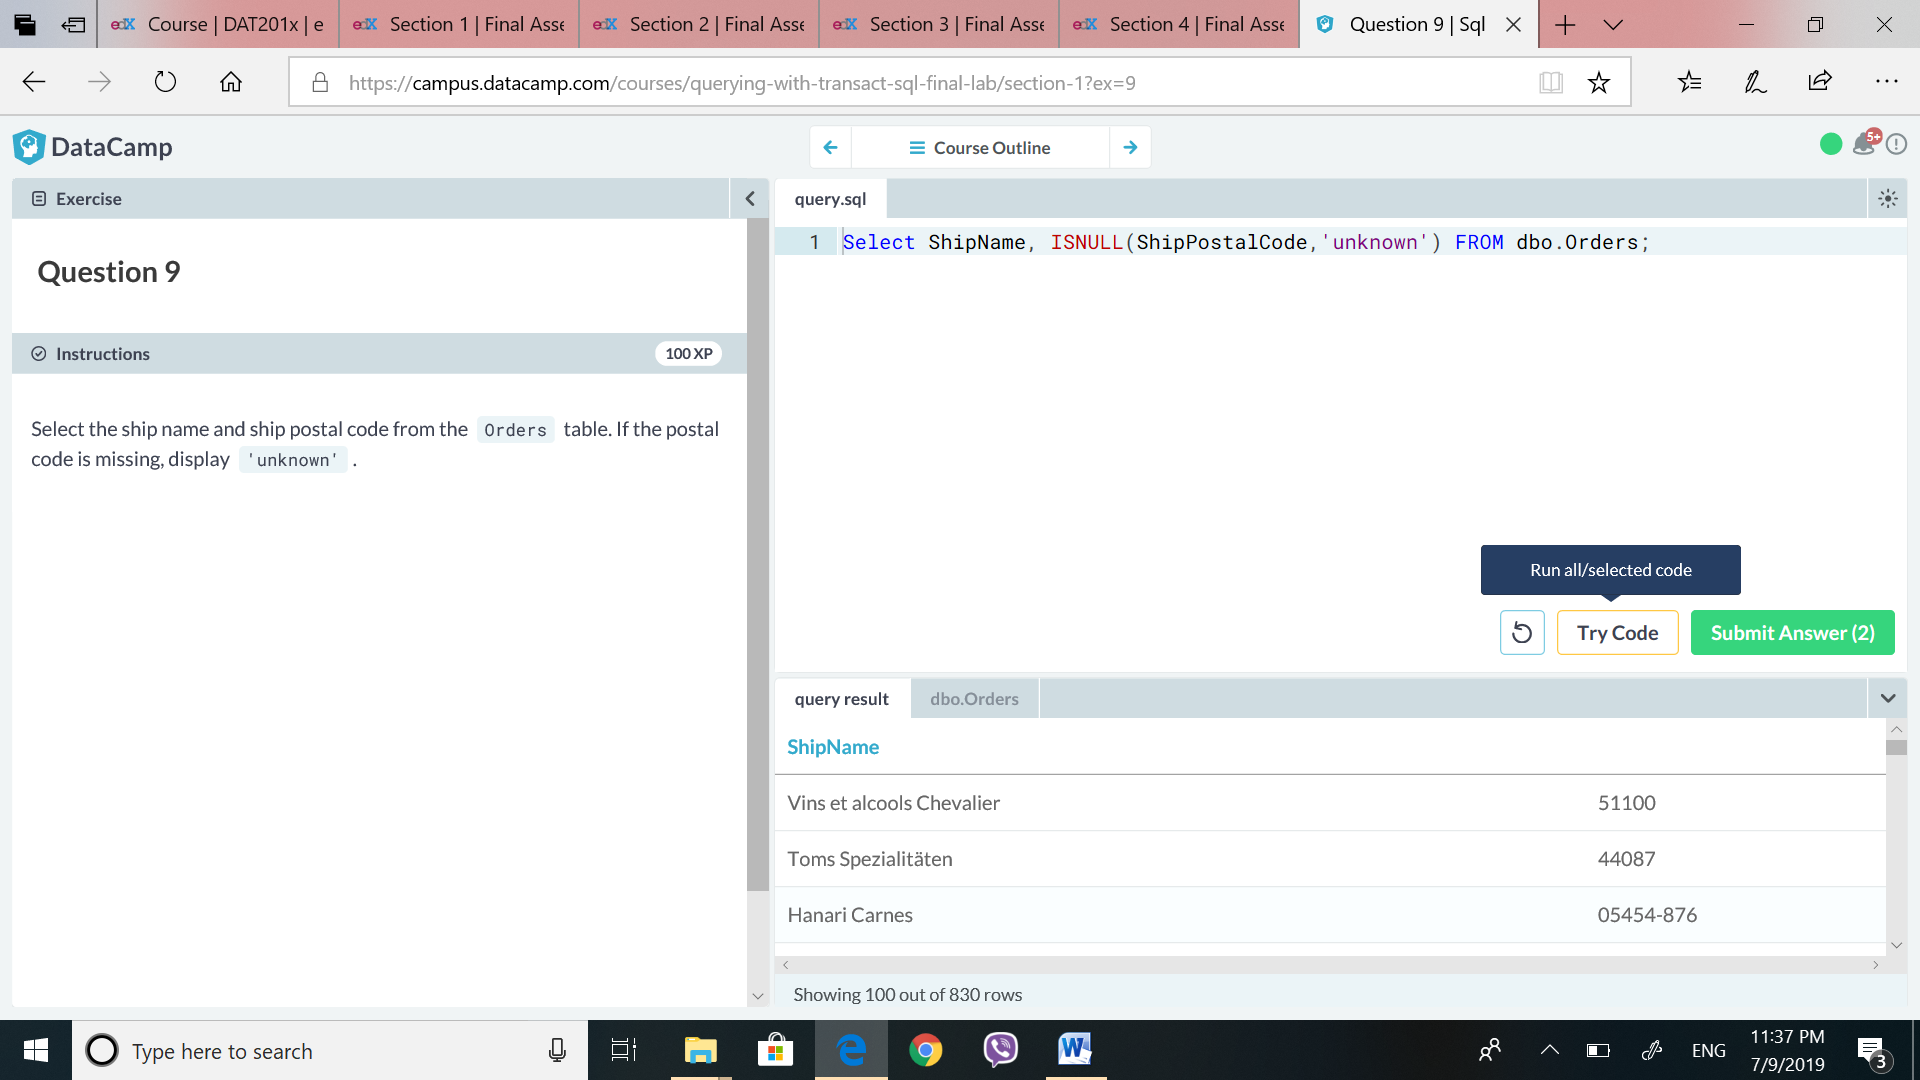 Course | DAT201x | e
Section 1 | Final Asse
Section 2 | Final Asse
Section 3 | Final Asse
Section 4 | Final Asse
Question 9 | Sql
https://campus.datacamp.com/courses/querying-with-transact-sql-final-lab/section-1?ex=9
DataCamp
Course Outline
5+
Exercise
query.sql
1 Select ShipName, ISNULL(ShipPostalCode,'unknown') FROM dbo.Orders;
Question 9
Instructions
100 XP
Select the ship name and ship postal code from the Orders table. If the postal
code is missing, display 'unknown' .
Run all/selected code
Try Code
Submit Answer (2)
query result
dbo.Orders
ShipName
Vins et alcools Chevalier 51100
Toms Spezialitäten 44087
Hanari Carnes 05454-876
Showing 100 out of 830 rows
Type here to search
ENG
11:37 PM
7/9/2019
3